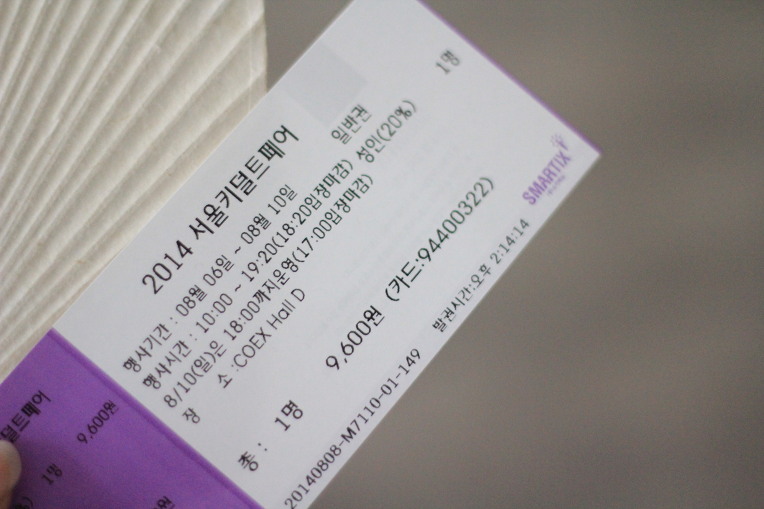 2014 서울키덜트페어
일반권
1명
행사기간 : 08월 06일 ~ 08월 10일
행사시간 : 10:00 ~ 19:20(18:20입장마감) 성인(20%)
8/10(일)은 18:00까지운영(17:00입장마감)
장 소 :COEX Hall D
총 : 1명
9,600원 (카드:94400322)
20140808-M7110-01-149
발권시간:오후 2:14:14
SMARTIX
덜트페어
1명
9,600원